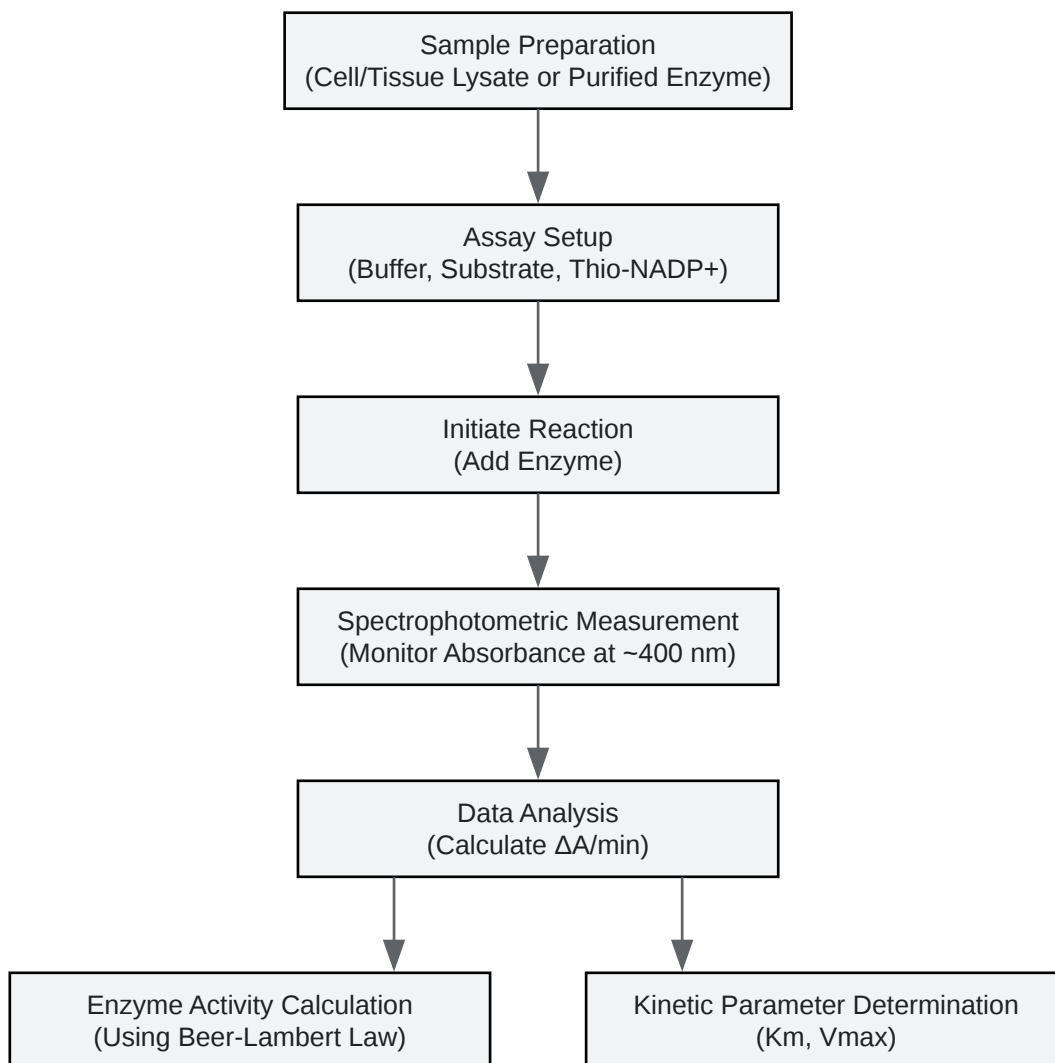 Sample Preparation
(Cell/Tissue Lysate or Purified Enzyme)
Assay Setup
(Buffer, Substrate, Thio-NADP+)
Initiate Reaction
(Add Enzyme)
Spectrophotometric Measurement
(Monitor Absorbance at ~400 nm)
Data Analysis
(Calculate ΔA/min)
Enzyme Activity Calculation
(Using Beer-Lambert Law)
Kinetic Parameter Determination
(Km, Vmax)